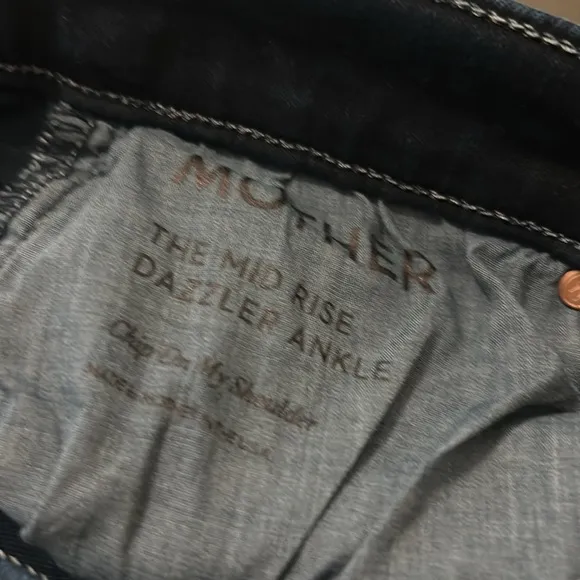 MOTHER
THE MID RISE
DAZZLER ANKLE
Chip On My Shoulder